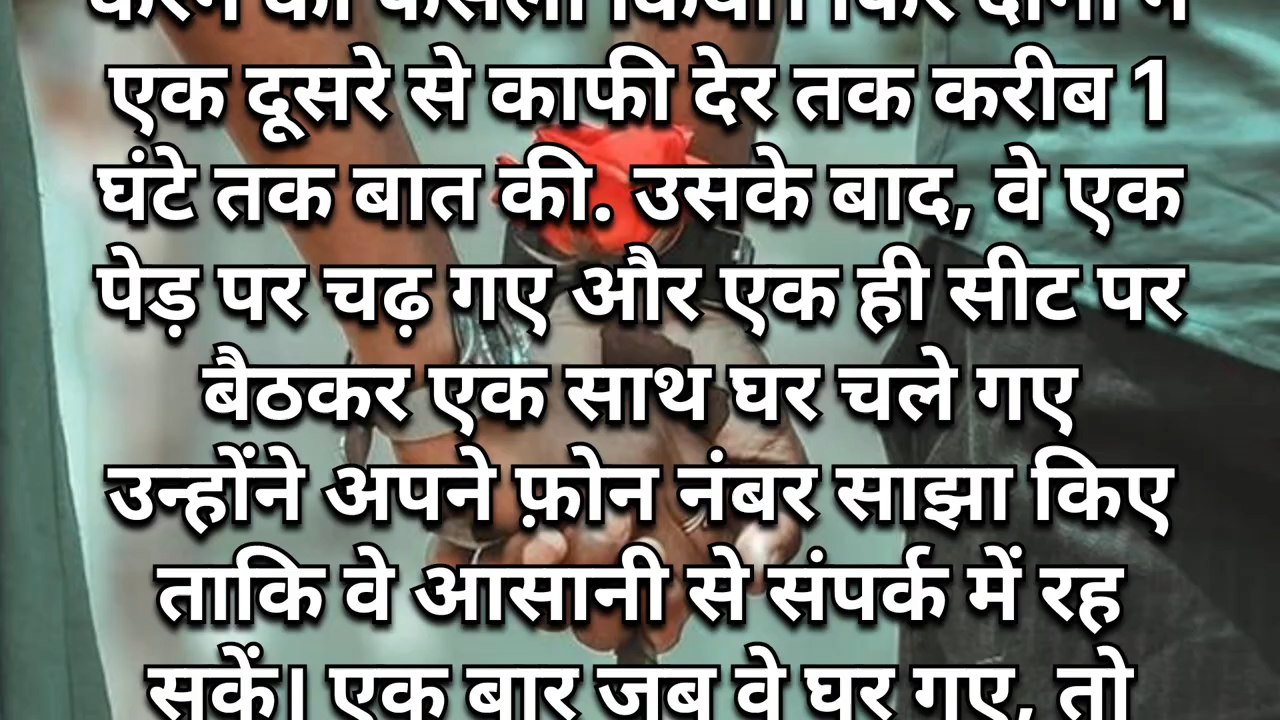 करने का फैसला किया। फिर दोनों ने
एक दूसरे से काफी देर तक करीब 1
घंटे तक बात की. उसके बाद, वे एक
पेड़ पर चढ़ गए और एक ही सीट पर
बैठकर एक साथ घर चले गए
उन्होंने अपने फ़ोन नंबर साझा किए
ताकि वे आसानी से संपर्क में रह
सकें। एक बार जब वे घर गए, तो